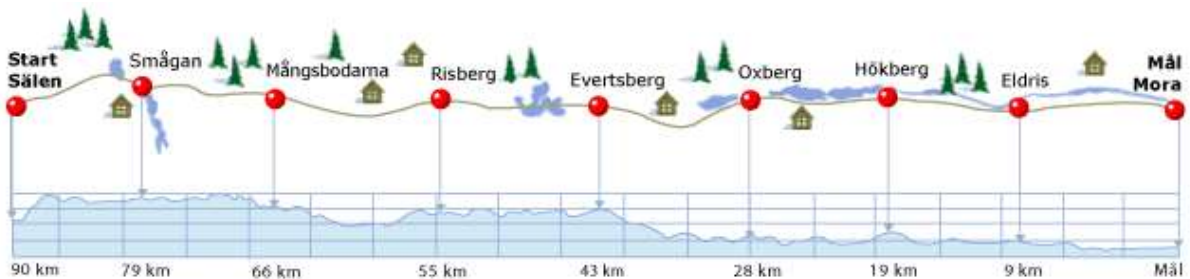 Start
Sälen
Smågan
Mångsbodarna
Risberg
Evertsberg
Oxberg
Hökberg
Eldris
Mål
Mora
90 km
79 km
66 km
55 km
43 km
28 km
19 km
9 km
Mål